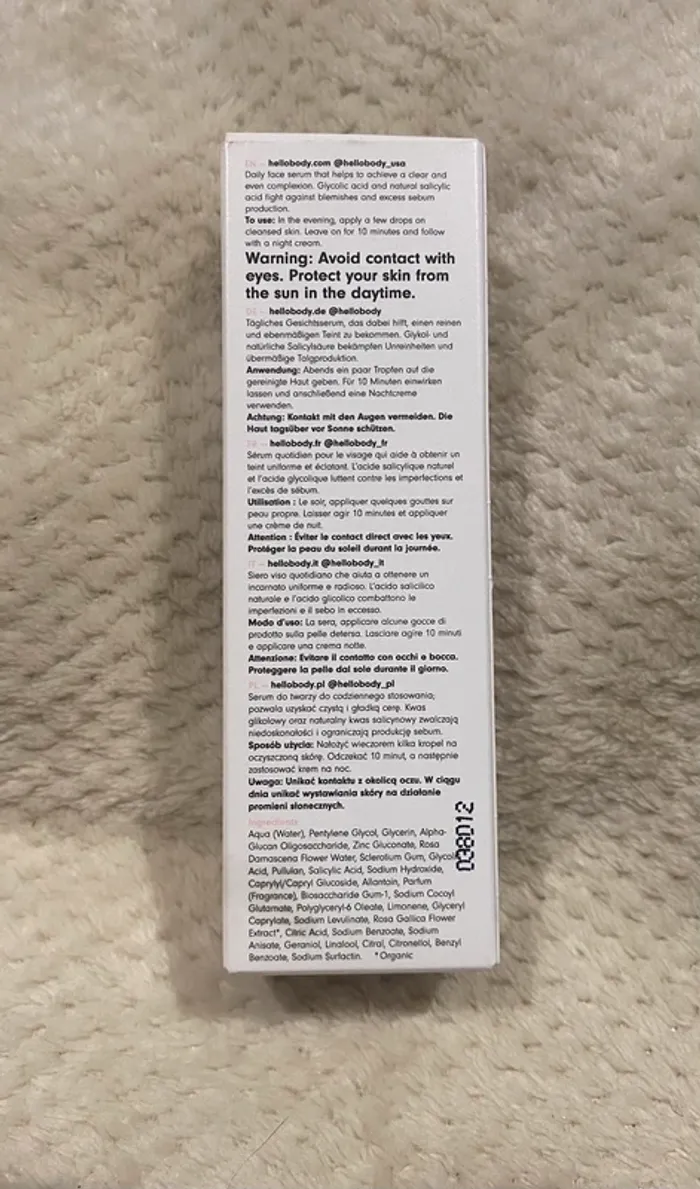 EN – hellobody.com @hellobody_usa
Daily face serum that helps to achieve a clear and
even complexion. Glycolic acid and natural salicylic
acid fight against blemishes and excess sebum
production.
To use: In the evening, apply a few drops on
cleansed skin. Leave on for 10 minutes and follow
with a night cream.
Warning: Avoid contact with
eyes. Protect your skin from
the sun in the daytime.
DE – hellobody.de @hellobody
Tägliches Gesichtsserum, das dabei hilft, einen reinen
und ebenmäßigen Teint zu bekommen. Glykol- und
natürliche Salicylsäure bekämpfen Unreinheiten und
übermäßige Talgproduktion.
Anwendung: Abends ein paar Tropfen auf die
gereinigte Haut geben. Für 10 Minuten einwirken
lassen und anschließend eine Nachtcreme
verwenden.
Achtung: Kontakt mit den Augen vermeiden. Die
Haut tagsüber vor Sonne schützen.
FR – hellobody.fr @hellobody_fr
Sérum quotidien pour le visage qui aide à obtenir un
teint uniforme et éclatant. L'acide salicylique naturel
et l'acide glycolique luttent contre les imperfections et
l'excès de sébum.
Utilisation : Le soir, appliquer quelques gouttes sur
peau propre. Laisser agir 10 minutes et appliquer
une crème de nuit.
Attention : Éviter le contact direct avec les yeux.
Protéger la peau du soleil durant la journée.
IT – hellobody.it @hellobody_it
Siero viso quotidiano che aiuta a ottenere un
incarnato uniforme e radioso. L'acido salicilico
naturale e l'acido glicolico combattono le
imperfezioni e il sebo in eccesso.
Modo d'uso: La sera, applicare alcune gocce di
prodotto sulla pelle detersa. Lasciare agire 10 minuti
e applicare una crema notte.
Attenzione: Evitare il contatto con occhi e bocca.
Proteggere la pelle dal sole durante il giorno.
PL – hellobody.pl @hellobody_pl
Serum do twarzy do codziennego stosowania;
pozwala uzyskać czystą i gładką cerę. Kwas
glikolowy oraz naturalny kwas salicynowy zwalczają
niedoskonałości i ograniczają produkcję sebum.
Sposób użycia: Nałożyć wieczorem kilka kropel na
oczyszczoną skórę. Odczekać 10 minut, a następnie
zastosować krem na noc.
Uwaga: Unikać kontaktu z okolicą oczu. W ciągu
dnia unikać wystawiania skóry na działanie
promieni słonecznych.
Ingredients
Aqua (Water), Pentylene Glycol, Glycerin, Alpha-
Glucan Oligosaccharide, Zinc Gluconate, Rosa
Damascena Flower Water, Sclerotium Gum, Glycolic
Acid, Pullulan, Salicylic Acid, Sodium Hydroxide,
Caprylyl/Capryl Glucoside, Allantoin, Parfum
(Fragrance), Biosaccharide Gum-1, Sodium Cocoyl
Glutamate, Polyglyceryl-6 Oleate, Limonene, Glyceryl
Caprylate, Sodium Levulinate, Rosa Gallica Flower
Extract*, Citric Acid, Sodium Benzoate, Sodium
Anisate, Geraniol, Linalool, Citral, Citronellol, Benzyl
Benzoate, Sodium Surfactin. *Organic
038012